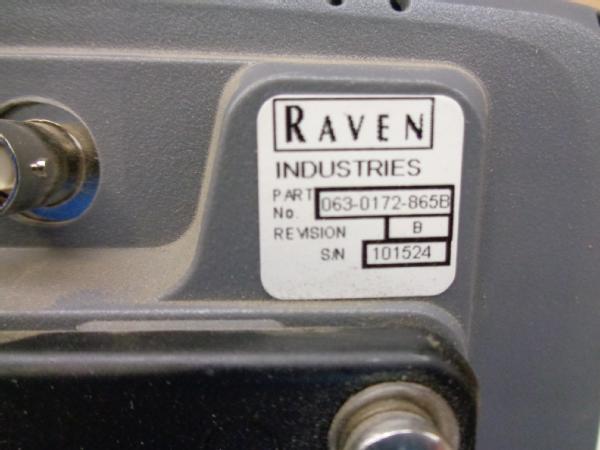 RAVEN
INDUSTRIES
PART
No. 063-0172-865B
REVISION B
S/N 101524